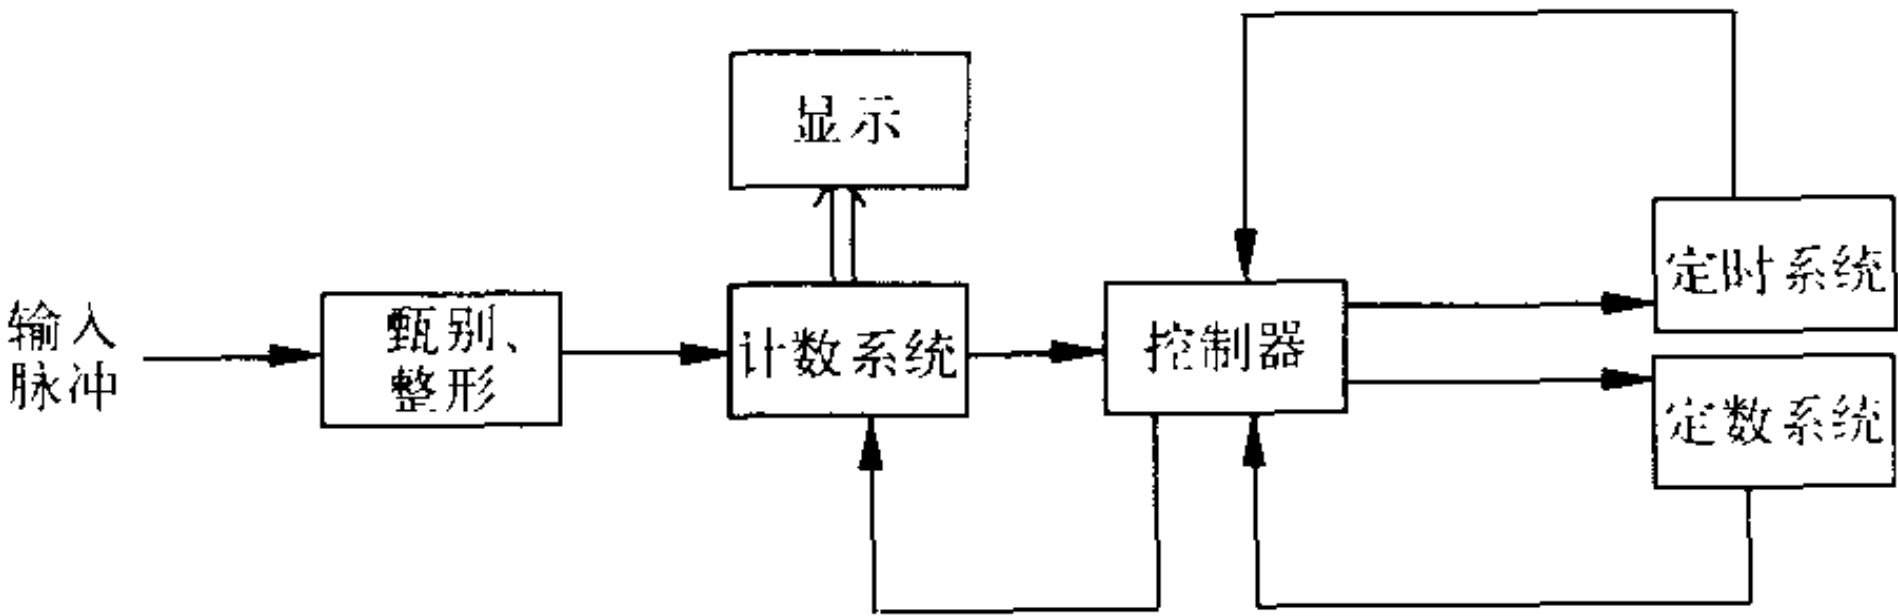 显示
输入
脉冲
甄别、
整形
计数系统
控制器
定时系统
定数系统